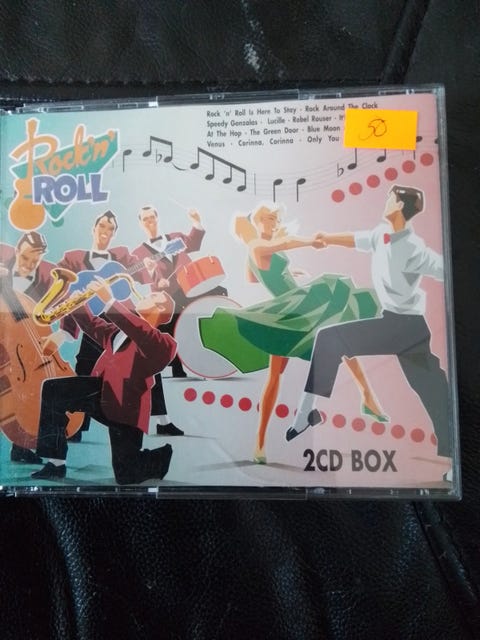 Rock 'n' Roll Is Here To Stay · Rock Around The Clock
Speedy Gonzales · Lucille · Rebel Rouser ·
At The Hop · The Green Door · Blue Moon
Venus · Corinna, Corinna · Only You
50
Rock'n'
ROLL
2CD BOX